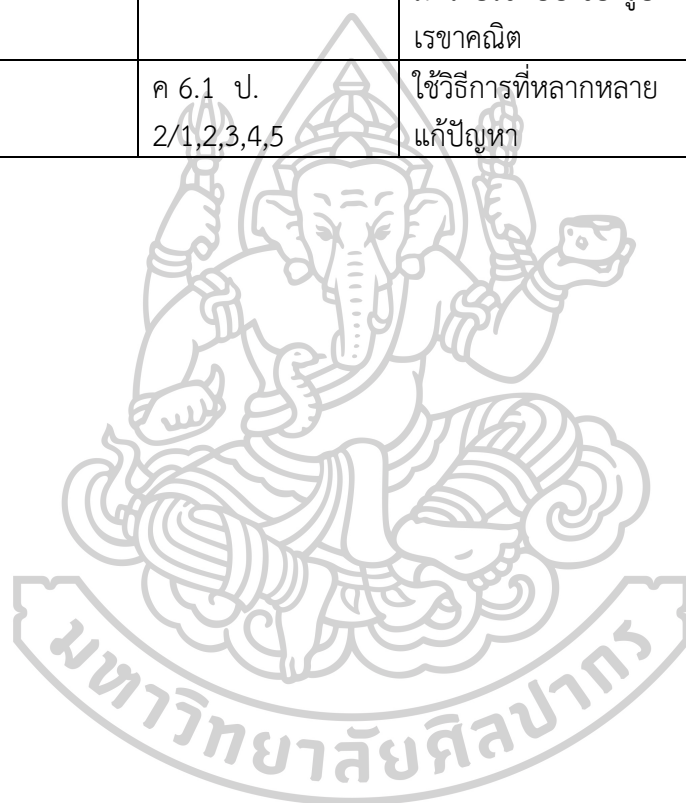 เรขาคณิต
ค 6.1 ป. ใช้วิธีการที่หลากหลาย
2/1,2,3,4,5 แก้ปัญหา
มหาวิทยาลัยศิลปากร